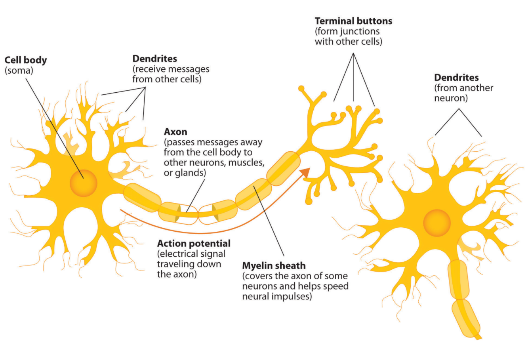 Terminal buttons
(form junctions
with other cells)
Cell body
(soma)
Dendrites
(receive messages
from other cells)
Dendrites
(from another
neuron)
Axon
(passes messages away
from the cell body to
other neurons, muscles,
or glands)
Action potential
(electrical signal
traveling down
the axon)
Myelin sheath
(covers the axon of some
neurons and helps speed
neural impulses)